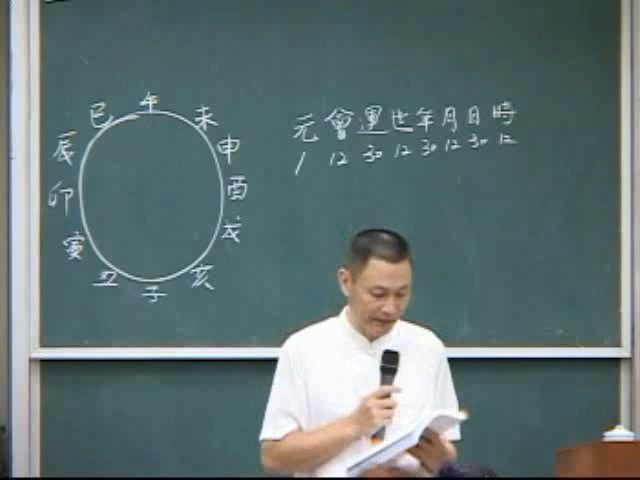 午
未
申
酉
戌
亥
子
丑
寅
卯
辰
巳
元會運世年月日時
1 12 30 12 30 12 30 12